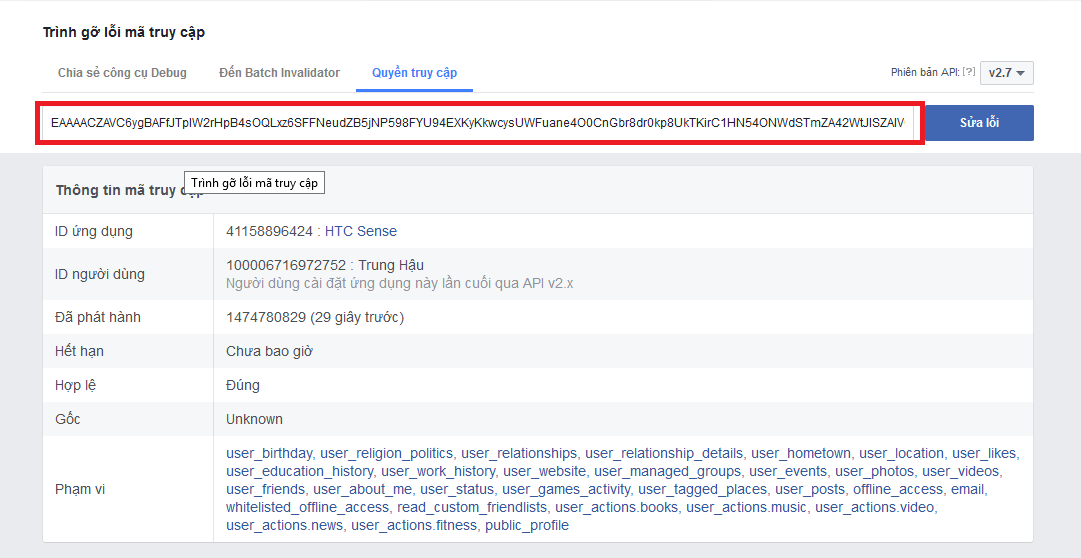 Trình gỡ lỗi mã truy cập
Chia sẻ công cụ Debug Đến Batch Invalidator Quyền truy cập Phiên bản API: [?] v2.7
EAAAACZAVC6ygBAFfJTplW2rHpB4sOQLxz6SFFNeudZB5jNP598FYU94EXKyKkwcysUWFuane4O0CnGbr8dr0kp8UkTKirC1HN54ONWdSTmZA42WtJISZAIV Sửa lỗi
Thông tin mã truy cập
Trình gỡ lỗi mã truy cập
ID ứng dụng 41158896424 : HTC Sense
ID người dùng 100006716972752 : Trung Hậu
Người dùng cài đặt ứng dụng này lần cuối qua API v2.x
Đã phát hành 1474780829 (29 giây trước)
Hết hạn Chưa bao giờ
Hợp lệ Đúng
Gốc Unknown
Phạm vi user_birthday, user_religion_politics, user_relationships, user_relationship_details, user_hometown, user_location, user_likes,
user_education_history, user_work_history, user_website, user_managed_groups, user_events, user_photos, user_videos,
user_friends, user_about_me, user_status, user_games_activity, user_tagged_places, user_posts, offline_access, email,
whitelisted_offline_access, read_custom_friendlists, user_actions.books, user_actions.music, user_actions.video,
user_actions.news, user_actions.fitness, public_profile